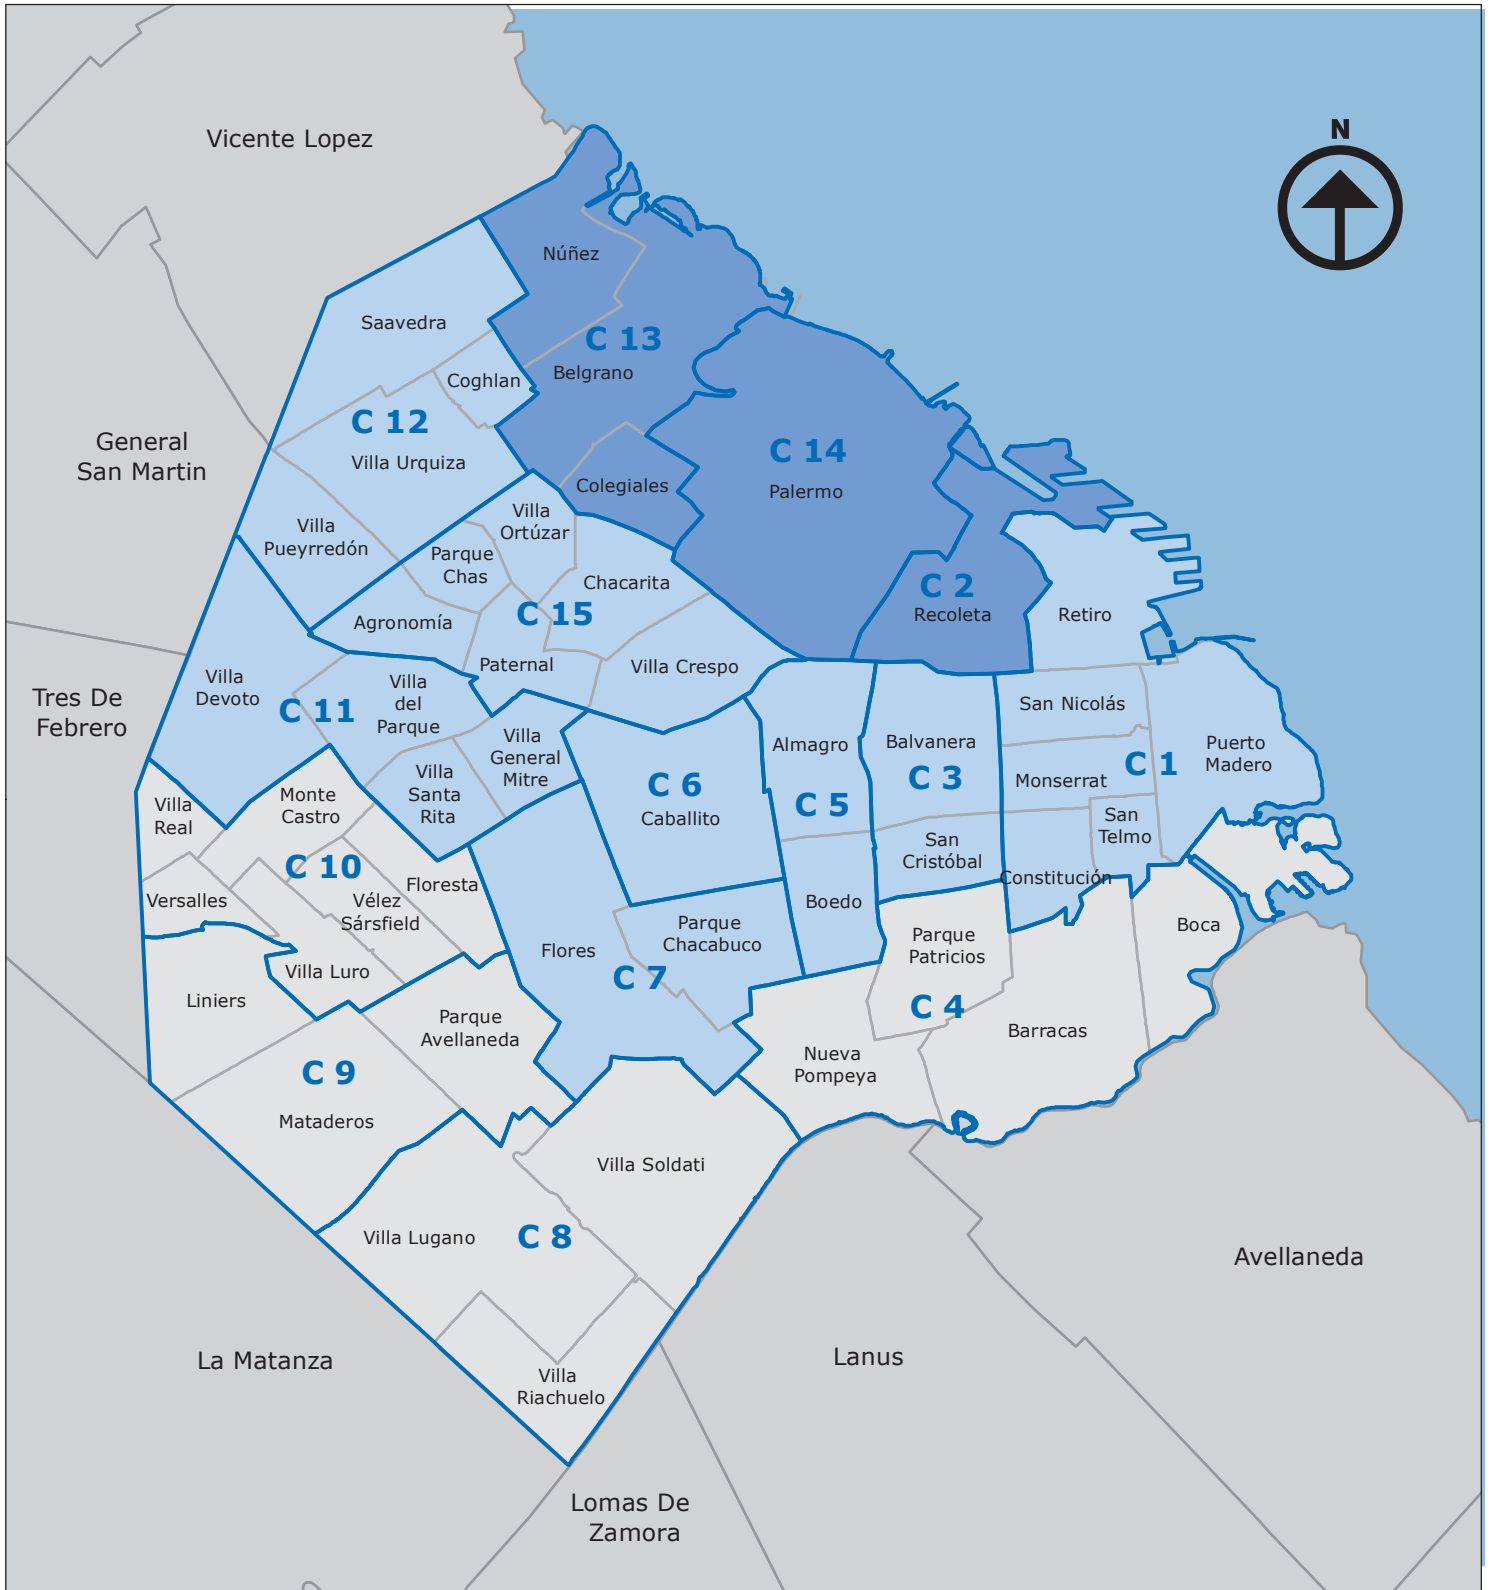 N
Vicente Lopez
Núñez
Saavedra
C 13
Belgrano
Coghlan
C 12
General
San Martin
Villa Urquiza
C 14
Palermo
Colegiales
Villa
Ortúzar
Villa
Pueyrredón
Parque
Chas
Chacarita
C 2
Recoleta
Retiro
C 15
Agronomía
Paternal
Villa Crespo
Tres De
Febrero
Villa
Devoto
C 11
Villa
del
Parque
San Nicolás
Villa
General
Mitre
Almagro
Balvanera
Puerto
Madero
C 1
Monserrat
C 3
C 6
Caballito
C 5
Villa
Santa
Rita
Monte
Castro
Villa
Real
San
Telmo
San
Cristóbal
C 10
Floresta
Constitución
Versalles
Vélez
Sársfield
Boedo
Boca
Parque
Chacabuco
Flores
Parque
Patricios
C 7
Villa Luro
Liniers
C 4
Parque
Avellaneda
Barracas
Nueva
Pompeya
C 9
Mataderos
Villa Soldati
Villa Lugano
C 8
Avellaneda
La Matanza
Lanus
Villa
Riachuelo
Lomas De
Zamora